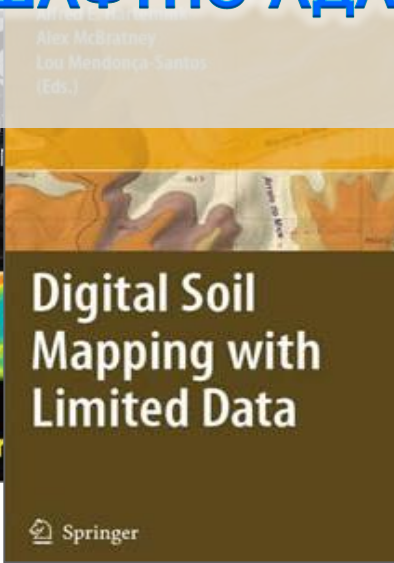 Alex McBratney
Lou Mendonça-Santos
(Eds.)
Digital Soil
Mapping with
Limited Data
Springer